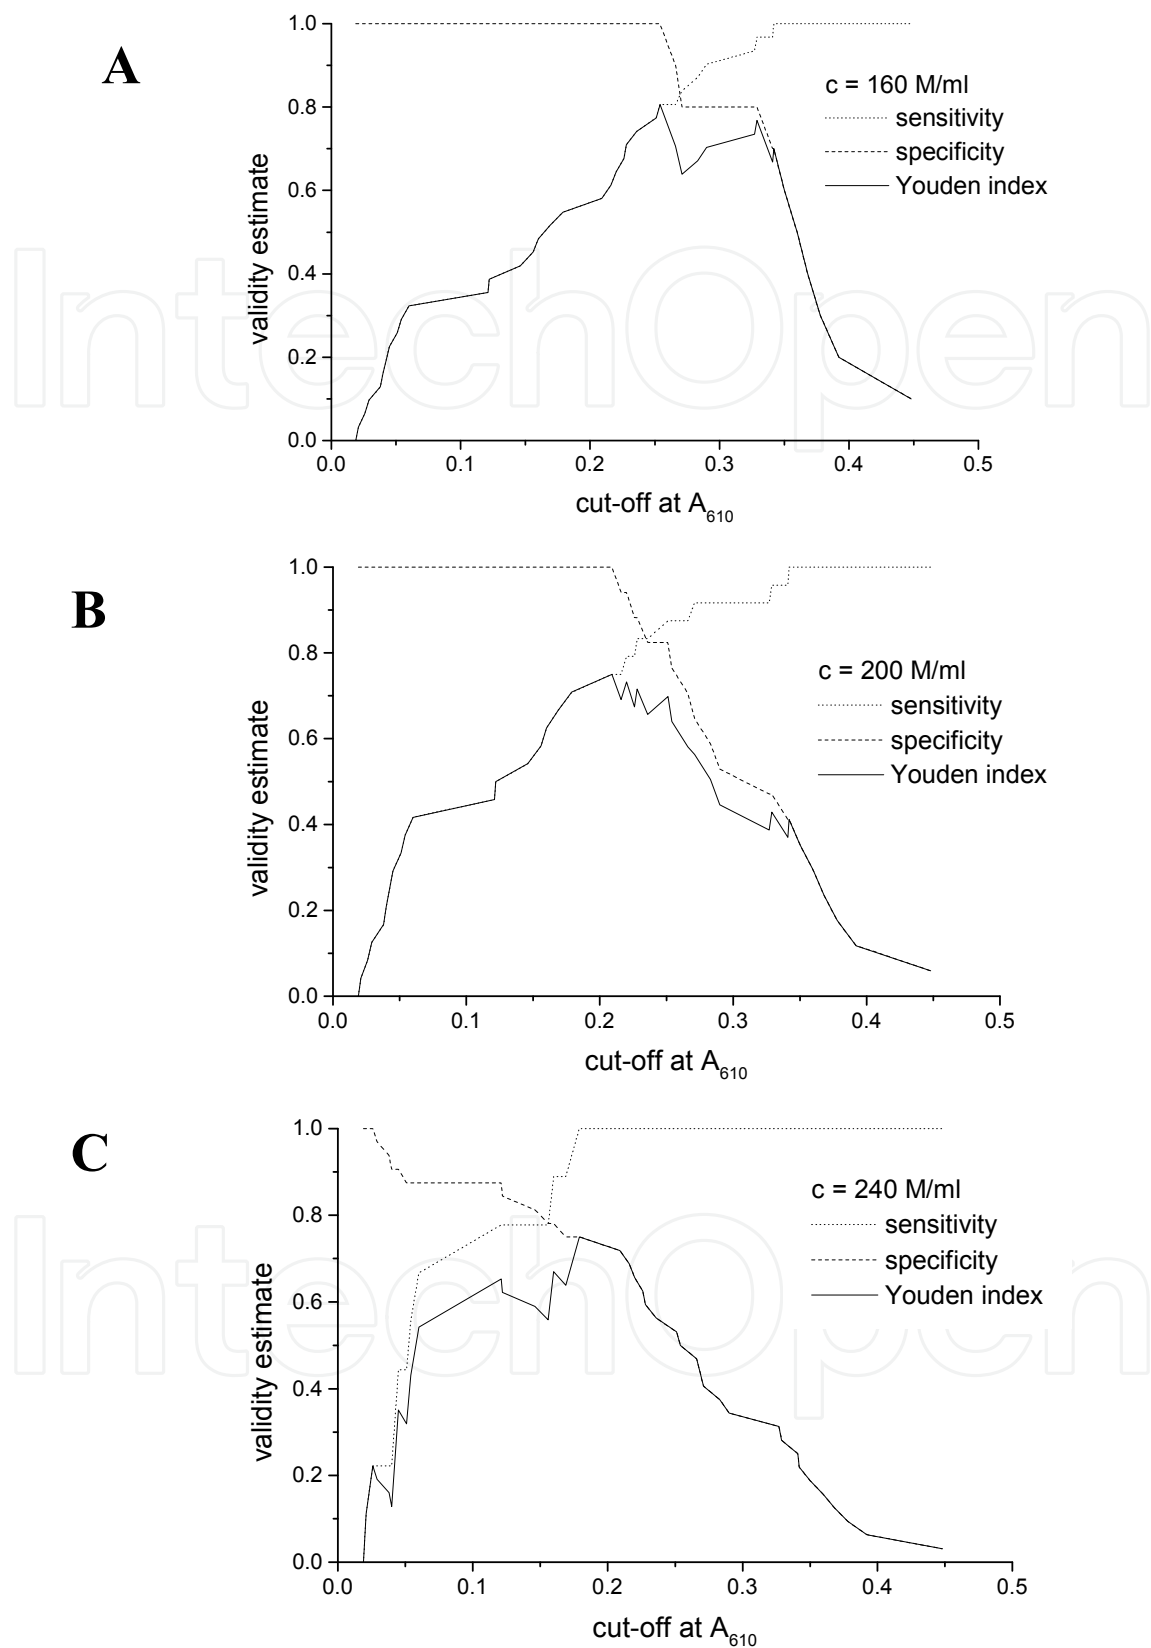 A
1.0
0.8
0.6
0.4
0.2
0.0
validity estimate
c = 160 M/ml
sensitivity
specificity
Youden index
0.0 0.1 0.2 0.3 0.4 0.5
cut-off at A610
B
1.0
0.8
0.6
0.4
0.2
0.0
validity estimate
c = 200 M/ml
sensitivity
specificity
Youden index
0.0 0.1 0.2 0.3 0.4 0.5
cut-off at A610
C
1.0
0.8
0.6
0.4
0.2
0.0
validity estimate
c = 240 M/ml
sensitivity
specificity
Youden index
0.0 0.1 0.2 0.3 0.4 0.5
cut-off at A610
IntechOpen
IntechOpen